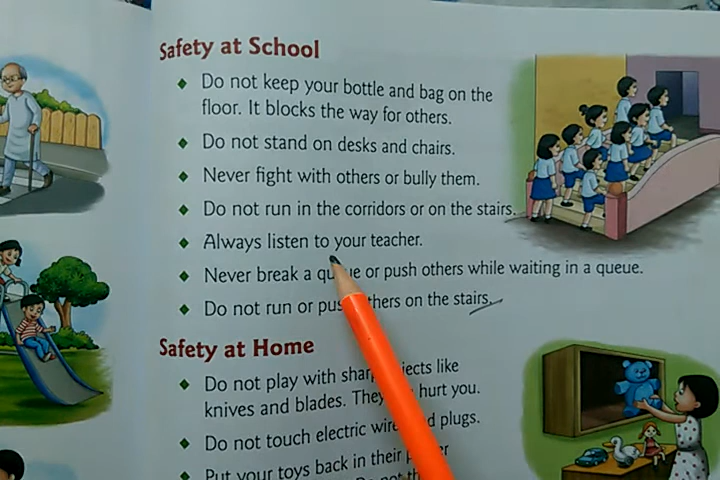 Safety at School
Do not keep your bottle and bag on the
floor. It blocks the way for others.
Do not stand on desks and chairs.
Never fight with others or bully them.
Do not run in the corridors or on the stairs.
Always listen to your teacher.
Never break a queue or push others while waiting in a queue.
Do not run or push others on the stairs.
Safety at Home
Do not play with sharp objects like
knives and blades. They hurt you.
Do not touch electric wires and plugs.
Put your toys back in their